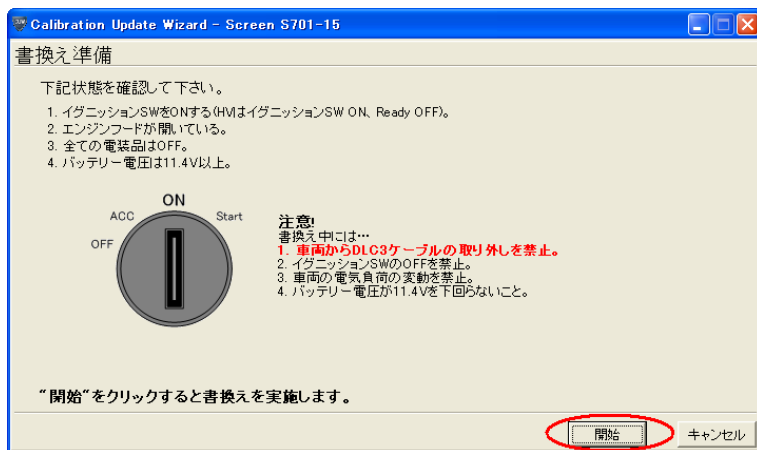 Calibration Update Wizard - Screen S701-15
書換え準備
下記状態を確認して下さい。
1. イグニッションSWをONする(HVはイグニッションSW ON、Ready OFF)。
2. エンジンフードが開いている。
3. 全ての電装品はOFF。
4. バッテリー電圧は11.4V以上。
ON
ACC
Start
OFF
注意!
書換え中には…
1. 車両からDLC3ケーブルの取り外しを禁止。
2. イグニッションSWのOFFを禁止。
3. 車両の電気負荷の変動を禁止。
4. バッテリー電圧が11.4Vを下回らないこと。
"開始"をクリックすると書換えを実施します。
開始
キャンセル